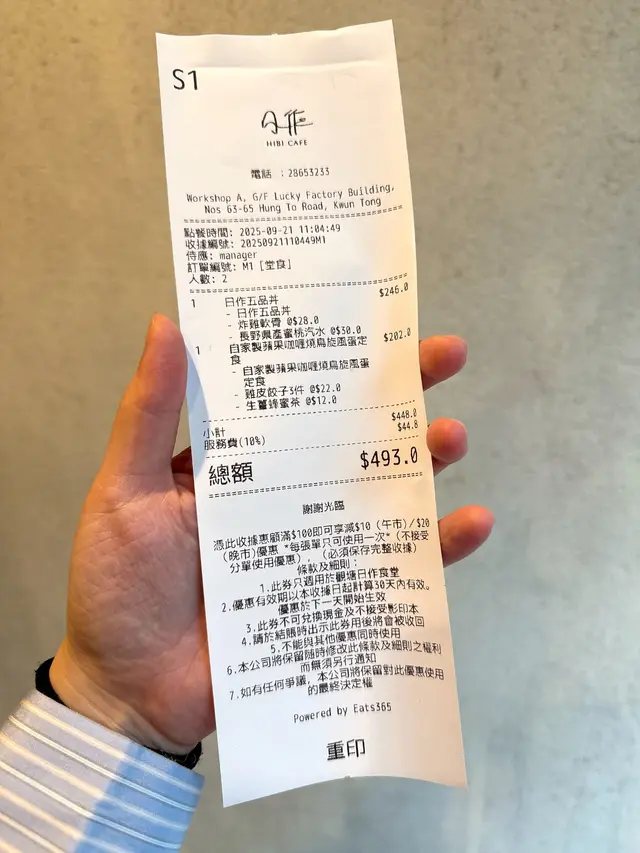 S1
日作
HIBI CAFE
電話 :28653233
Workshop A, G/F Lucky Factory Building,
Nos 63-65 Hung To Road, Kwun Tong
點餐時間: 2025-09-21 11:04:49
收據編號: 20250921110449M1
侍應: manager
訂單編號: M1 [堂食]
人數: 2
1 日作五品丼 $246.0
- 日作五品丼
- 炸雞軟骨 @$28.0
- 長野県產蜜桃汽水 @$30.0
1 自家製蘋果咖喱燒鳥旋風蛋定 $202.0
食
- 自家製蘋果咖喱燒鳥旋風蛋
定食
- 雞皮餃子3件 @$22.0
- 生薑蜂蜜茶 @$12.0
小計 $448.0
服務費(10%) $44.8
總額 $493.0
謝謝光臨
憑此收據惠顧滿$100即可享減$10 (午市)/$20
(晚市)優惠 *每張單只可使用一次* (不接受
分單使用優惠), (必須保存完整收據)
條款及細則:
1.此券只適用於觀塘日作食堂
2.優惠有效期以本收據日起計算30天內有效。
優惠於下一天開始生效
3.此券不可兌換現金及不接受影印本
4.請於結賬時出示此券用後將會被收回
5.不能與其他優惠同時使用
6.本公司將保留隨時修改此條款及細則之權利
而無須另行通知
7.如有任何爭議, 本公司將保留對此優惠使用
的最終決定權
Powered by Eats365
重印